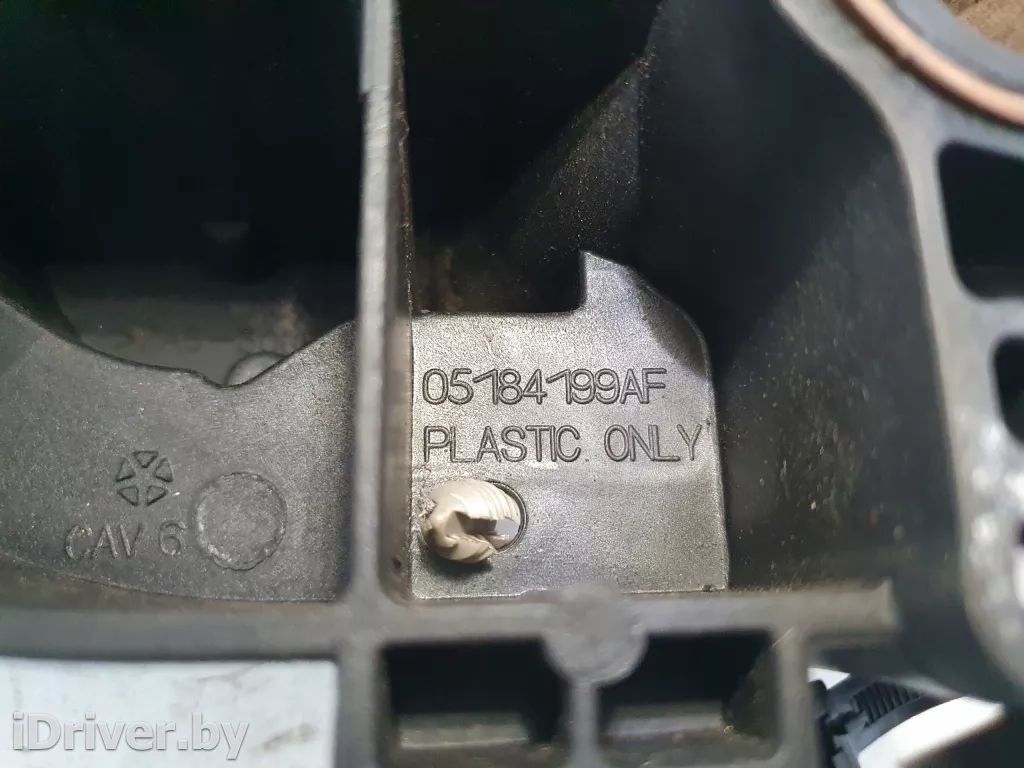 05184199AF
PLASTIC ONLY
CAV 6
iDriver.by